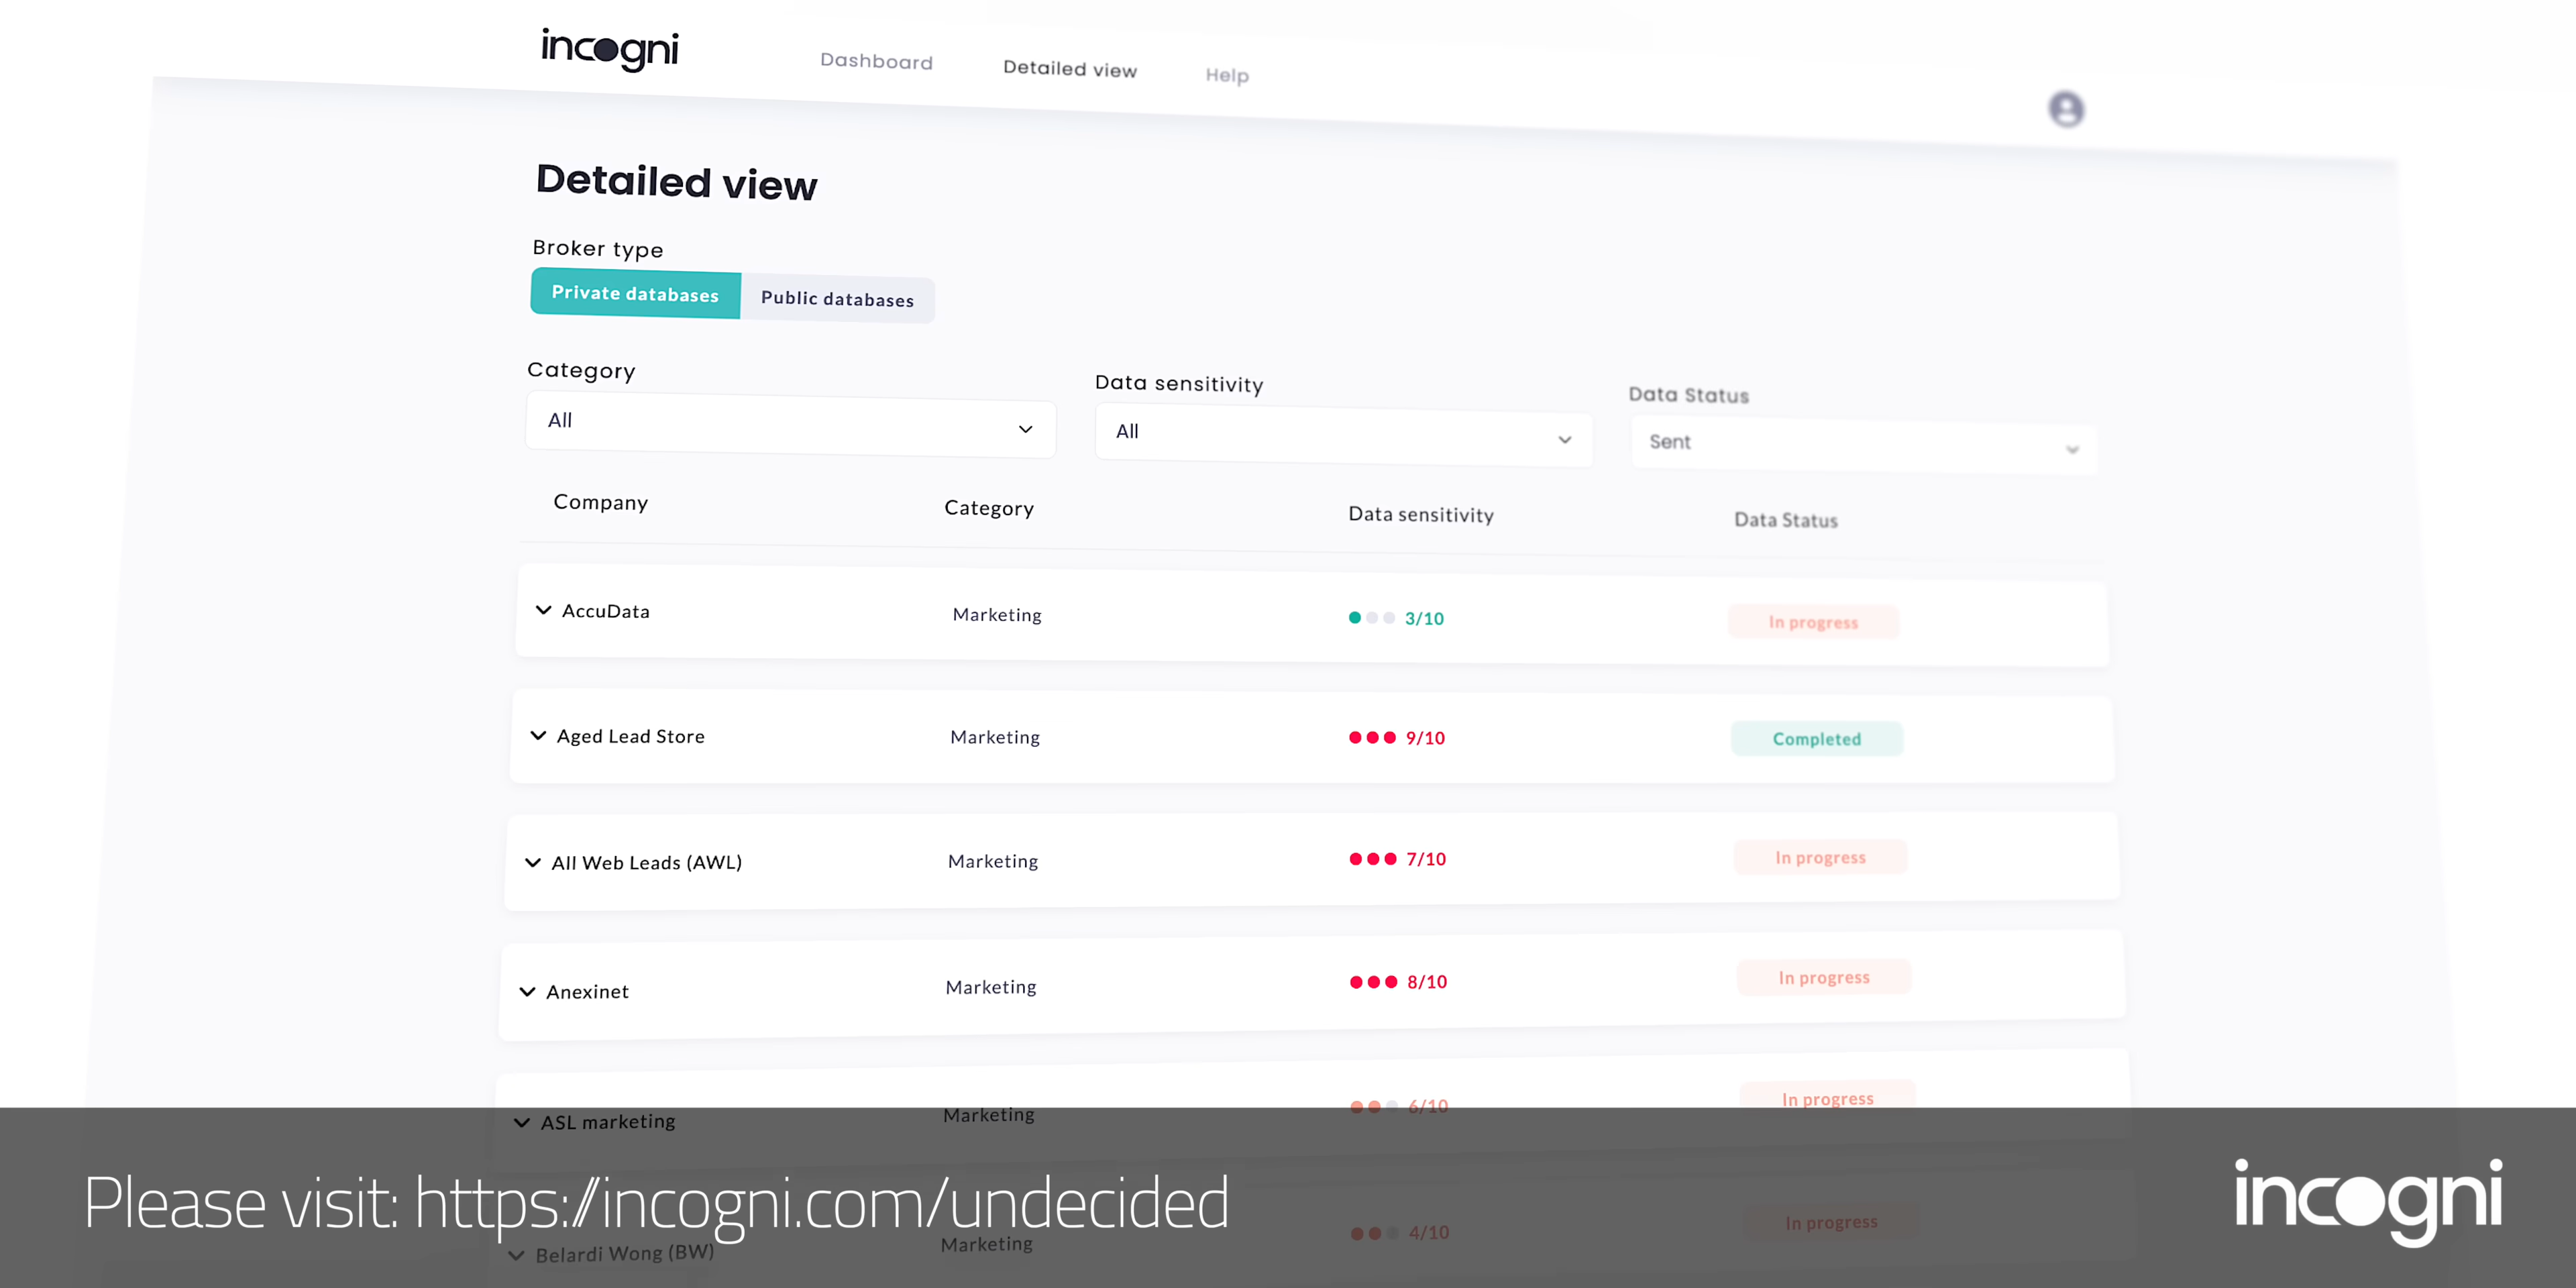 incogni
Dashboard Detailed view Help
Detailed view
Broker type
Private databases Public databases
Category Data sensitivity Data Status
All All Sent
Company Category Data sensitivity Data Status
AccuData Marketing 3/10 In progress
Aged Lead Store Marketing 9/10 Completed
All Web Leads (AWL) Marketing 7/10 In progress
Anexinet Marketing 8/10 In progress
ASL marketing Marketing 6/10 In progress
Please visit: https://incogni.com/undecided incogni
Belardi Wong (BW) Marketing 4/10 In progress